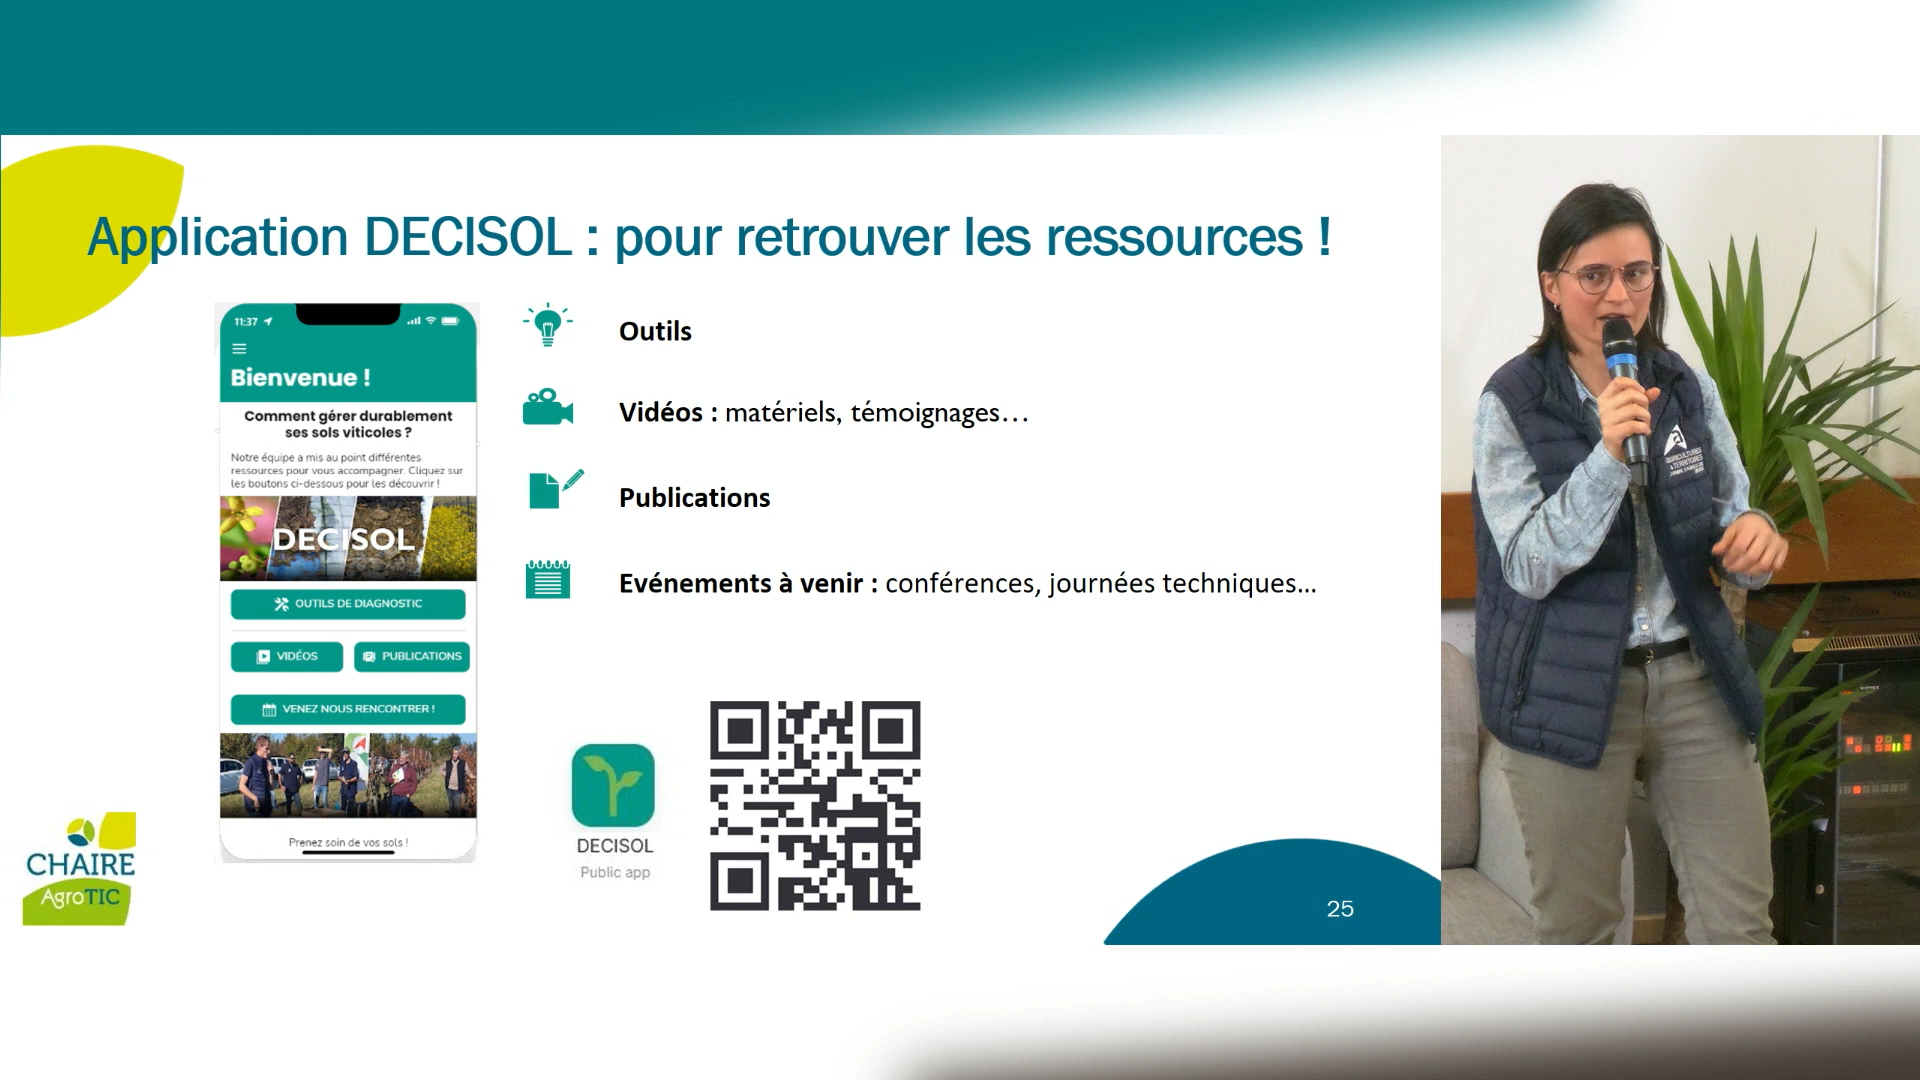 Application DECISOL : pour retrouver les ressources !
11:37
Bienvenue !
Comment gérer durablement
ses sols viticoles ?
Notre équipe a mis au point différentes
ressources pour vous accompagner. Cliquez sur
les boutons ci-dessous pour les découvrir !
DECISOL
OUTILS DE DIAGNOSTIC
VIDÉOS
PUBLICATIONS
VENEZ NOUS RENCONTRER !
Prenez soin de vos sols !
Outils
Vidéos : matériels, témoignages...
Publications
Evénements à venir : conférences, journées techniques...
DECISOL
Public app
CHAIRE
AgroTIC
25
AGRICULTURES
& TERRITOIRES